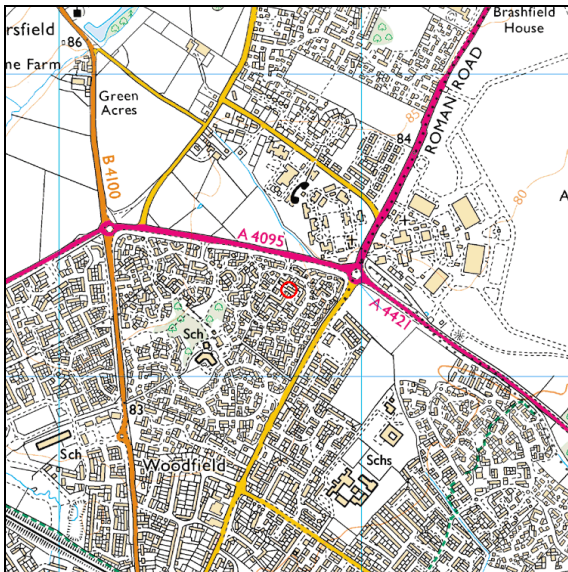 Brashfield
House
rsfield
86
ne Farm
Green
Acres
ROMAN ROAD
85
84
B 4100
80
A
A 4095
A 4421
Sch
83
Sch
Woodfield
Schs